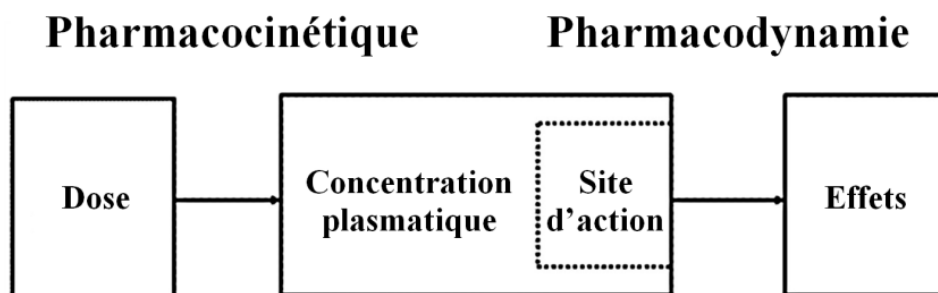 Pharmacocinétique Pharmacodynamie
Dose
Concentration
plasmatique
Site
d'action
Effets